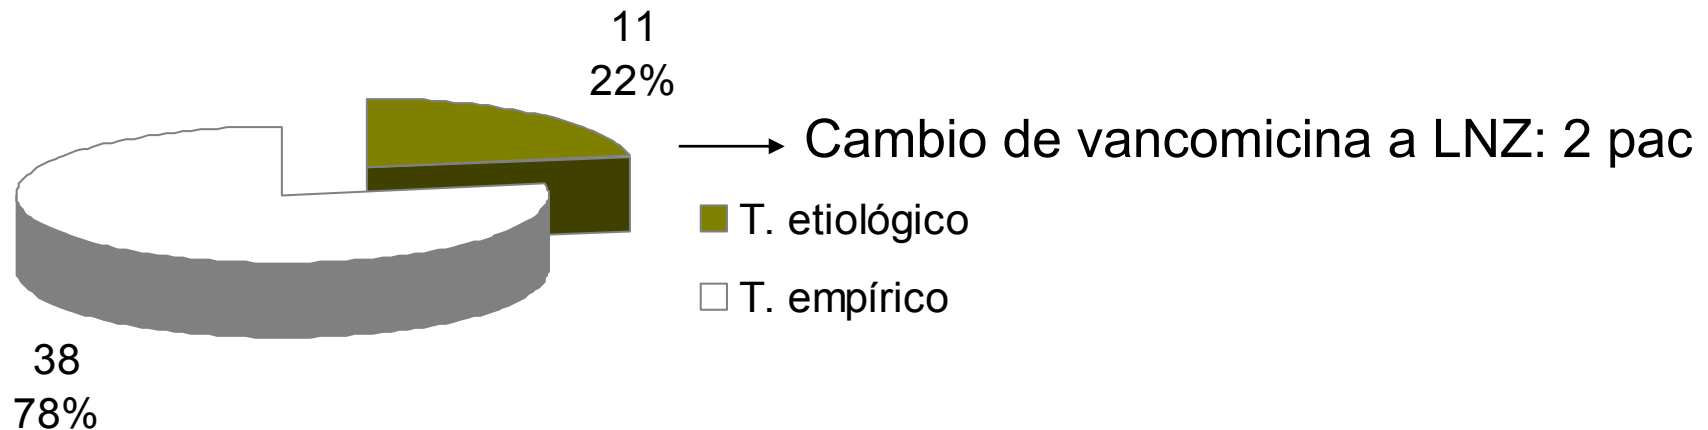 11
22%
Cambio de vancomicina a LNZ: 2 pac
T. etiológico
T. empírico
38
78%